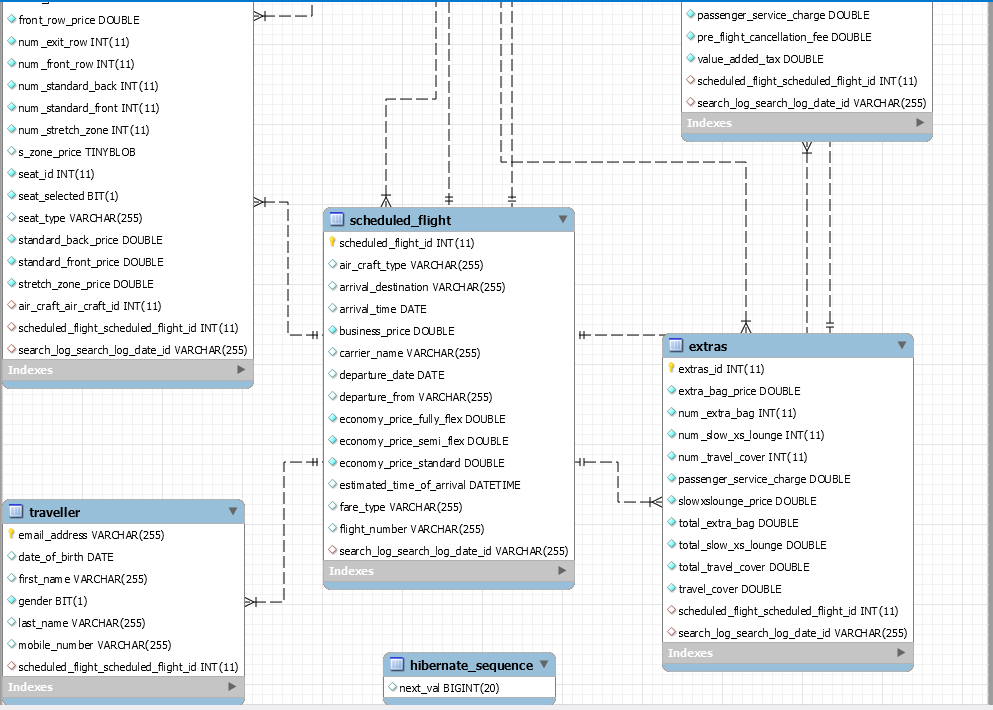 front_row_price DOUBLE
num_exit_row INT(11)
num_front_row INT(11)
num_standard_back INT(11)
num_standard_front INT(11)
num_stretch_zone INT(11)
s_zone_price TINYBLOB
seat_id INT(11)
seat_selected BIT(1)
seat_type VARCHAR(255)
standard_back_price DOUBLE
standard_front_price DOUBLE
stretch_zone_price DOUBLE
air_craft_air_craft_id INT(11)
scheduled_flight_scheduled_flight_id INT(11)
search_log_search_log_date_id VARCHAR(255)
Indexes
passenger_service_charge DOUBLE
pre_flight_cancellation_fee DOUBLE
value_added_tax DOUBLE
scheduled_flight_scheduled_flight_id INT(11)
search_log_search_log_date_id VARCHAR(255)
Indexes
scheduled_flight
scheduled_flight_id INT(11)
air_craft_type VARCHAR(255)
arrival_destination VARCHAR(255)
arrival_time DATE
business_price DOUBLE
carrier_name VARCHAR(255)
departure_date DATE
departure_from VARCHAR(255)
economy_price_fully_flex DOUBLE
economy_price_semi_flex DOUBLE
economy_price_standard DOUBLE
estimated_time_of_arrival DATETIME
fare_type VARCHAR(255)
flight_number VARCHAR(255)
search_log_search_log_date_id VARCHAR(255)
Indexes
extras
extras_id INT(11)
extra_bag_price DOUBLE
num_extra_bag INT(11)
num_slow_xs_lounge INT(11)
num_travel_cover INT(11)
passenger_service_charge DOUBLE
slowxslounge_price DOUBLE
total_extra_bag DOUBLE
total_slow_xs_lounge DOUBLE
total_travel_cover DOUBLE
travel_cover DOUBLE
scheduled_flight_scheduled_flight_id INT(11)
search_log_search_log_date_id VARCHAR(255)
Indexes
traveller
email_address VARCHAR(255)
date_of_birth DATE
first_name VARCHAR(255)
gender BIT(1)
last_name VARCHAR(255)
mobile_number VARCHAR(255)
scheduled_flight_scheduled_flight_id INT(11)
Indexes
hibernate_sequence
next_val BIGINT(20)